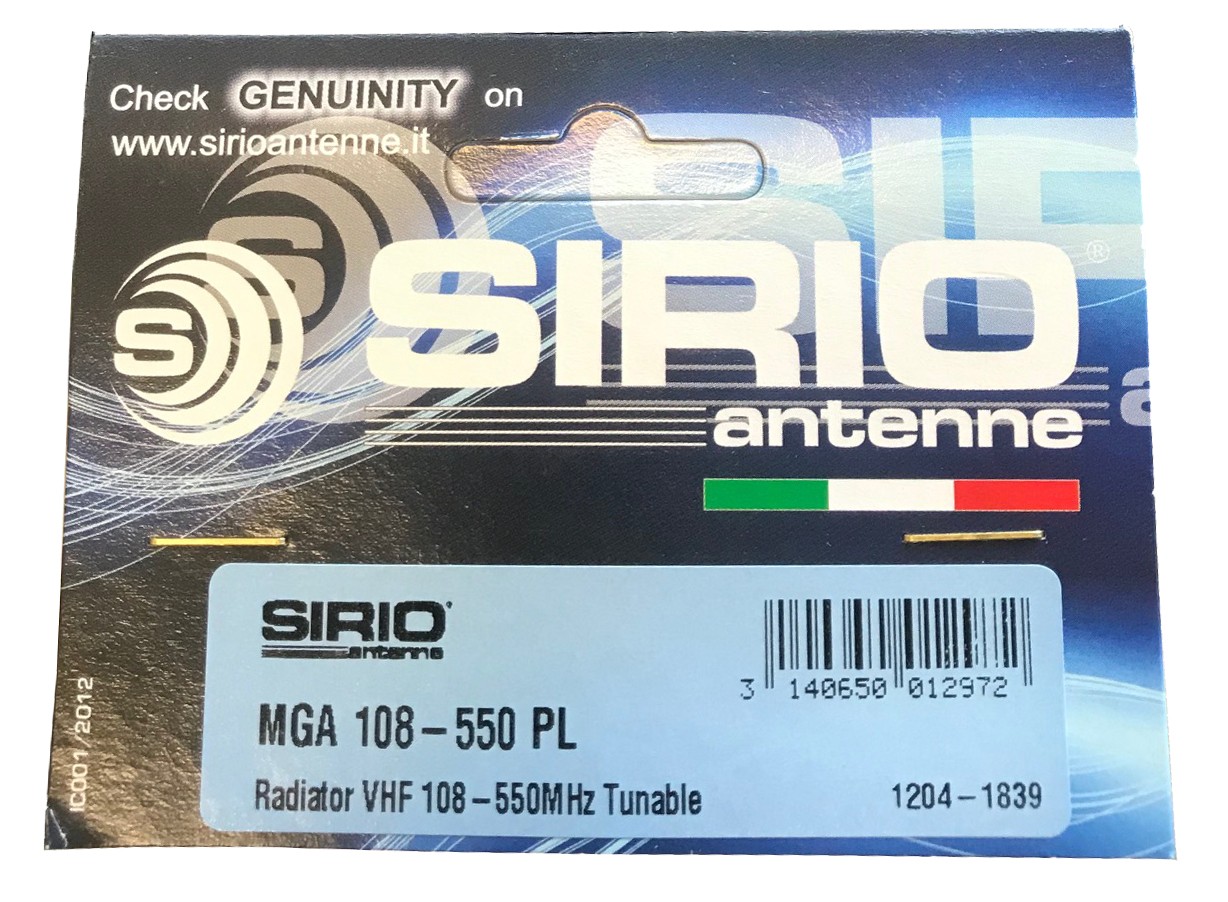 Check GENUINITY on
www.sirioantenne.it
SIRIO®
antenne
S
SIRIO
antenne
3 140650 012972
MGA 108-550 PL
Radiator VHF 108-550MHz Tunable
1204-1839
IC001/2012